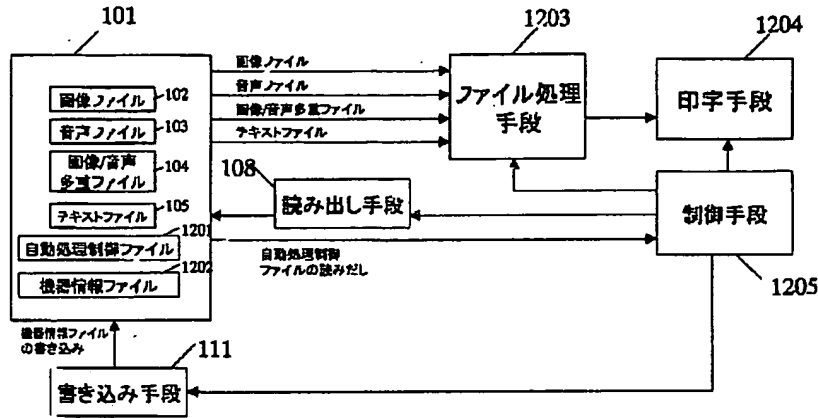 101
画像ファイル
102
音声ファイル
103
画像/音声
多重ファイル
104
テキストファイル
105
自動処理制御ファイル
1201
機器情報ファイル
1202
画像ファイル
音声ファイル
画像/音声多重ファイル
テキストファイル
1203
ファイル処理
手段
1204
印字手段
108
読み出し手段
制御手段
1205
自動処理制御
ファイルの読みだし
機器情報ファイル
の書き込み
111
書き込み手段